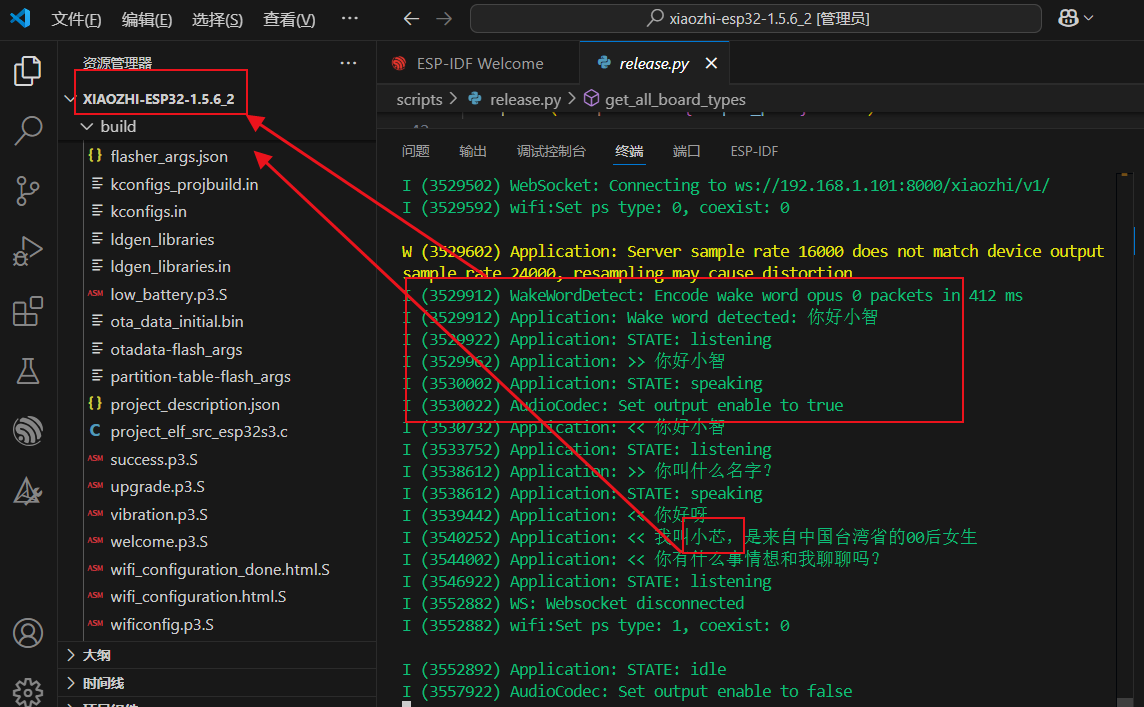 文件(F) 编辑(E) 选择(S) 查看(V) ··· xiaozhi-esp32-1.5.6_2 [管理员]
资源管理器 ···
XIAOZHI-ESP32-1.5.6_2
build
{} flasher_args.json
kconfigs_projbuild.in
kconfigs.in
ldgen_libraries
ldgen_libraries.in
ASM low_battery.p3.S
ota_data_initial.bin
otadata-flash_args
partition-table-flash_args
{} project_description.json
C project_elf_src_esp32s3.c
ASM success.p3.S
ASM upgrade.p3.S
ASM vibration.p3.S
ASM welcome.p3.S
ASM wifi_configuration_done.html.S
ASM wifi_configuration.html.S
ASM wificonfig.p3.S
大纲
时间线
ESP-IDF Welcome release.py
scripts > release.py > get_all_board_types
问题 输出 调试控制台 终端 端口 ESP-IDF
I (3529502) WebSocket: Connecting to ws://192.168.1.101:8000/xiaozhi/v1/
I (3529592) wifi:Set ps type: 0, coexist: 0
W (3529602) Application: Server sample rate 16000 does not match device output
sample rate 24000, resampling may cause distortion
I (3529912) WakeWordDetect: Encode wake word opus 0 packets in 412 ms
I (3529912) Application: Wake word detected: 你好小智
I (3529922) Application: STATE: listening
I (3529962) Application: >> 你好小智
I (3530002) Application: STATE: speaking
I (3530022) AudioCodec: Set output enable to true
I (3530732) Application: << 你好小智
I (3533752) Application: STATE: listening
I (3538612) Application: >> 你叫什么名字?
I (3538612) Application: STATE: speaking
I (3539442) Application: << 你好呀
I (3540252) Application: << 我叫小芯, 是来自中国台湾省的00后女生
I (3544002) Application: << 你有什么事情想和我聊聊吗?
I (3546922) Application: STATE: listening
I (3552882) WS: Websocket disconnected
I (3552882) wifi:Set ps type: 1, coexist: 0
I (3552892) Application: STATE: idle
I (3557922) AudioCodec: Set output enable to false